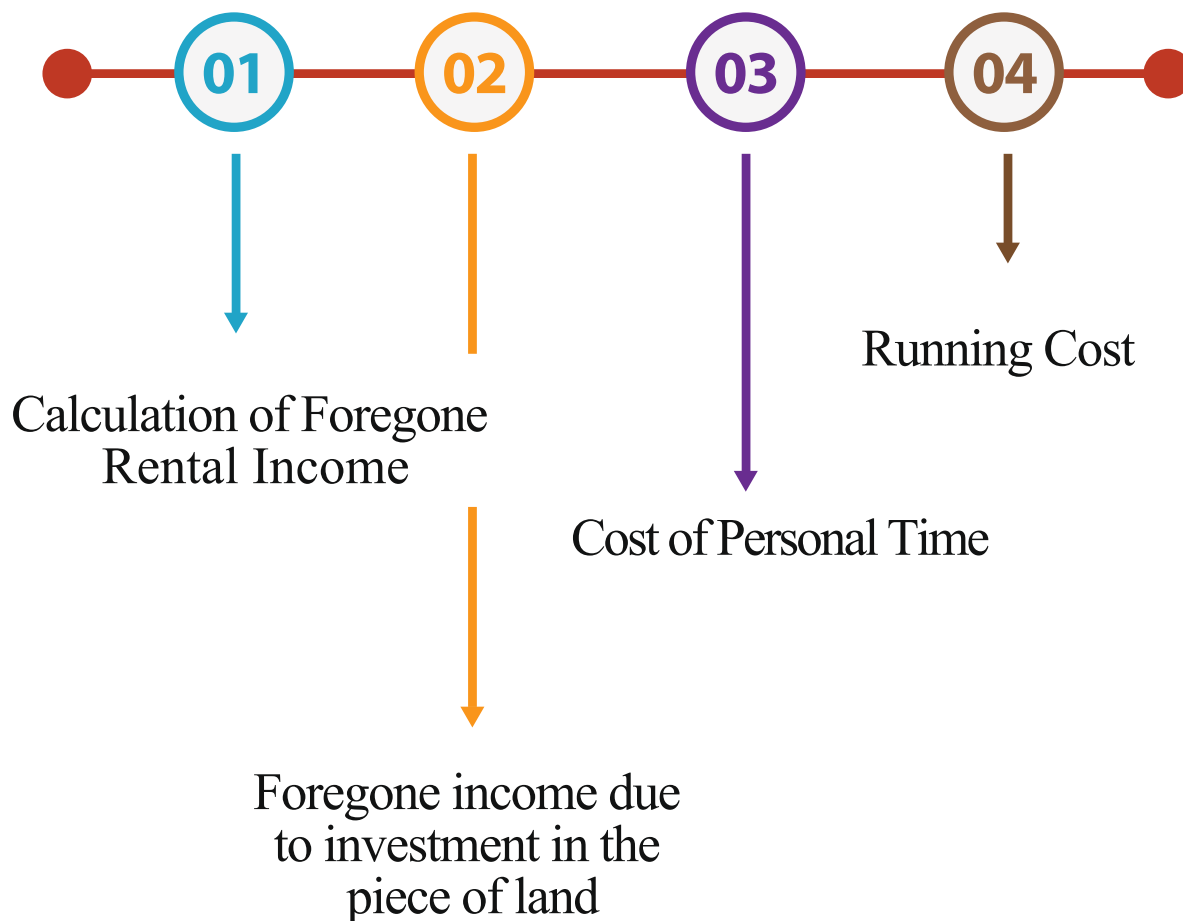 01
02
03
04
Calculation of Foregone
Rental Income
Foregone income due
to investment in the
piece of land
Cost of Personal Time
Running Cost